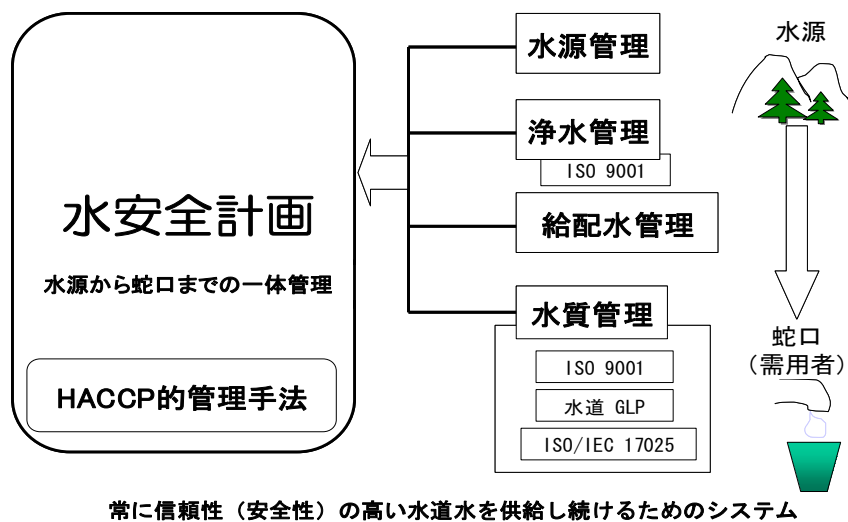 水安全計画
水源から蛇口までの一体管理
HACCP的管理手法
水源管理
浄水管理
ISO 9001
給配水管理
水質管理
ISO 9001
水道 GLP
ISO/IEC 17025
水源
蛇口
（需用者）
常に信頼性（安全性）の高い水道水を供給し続けるためのシステム